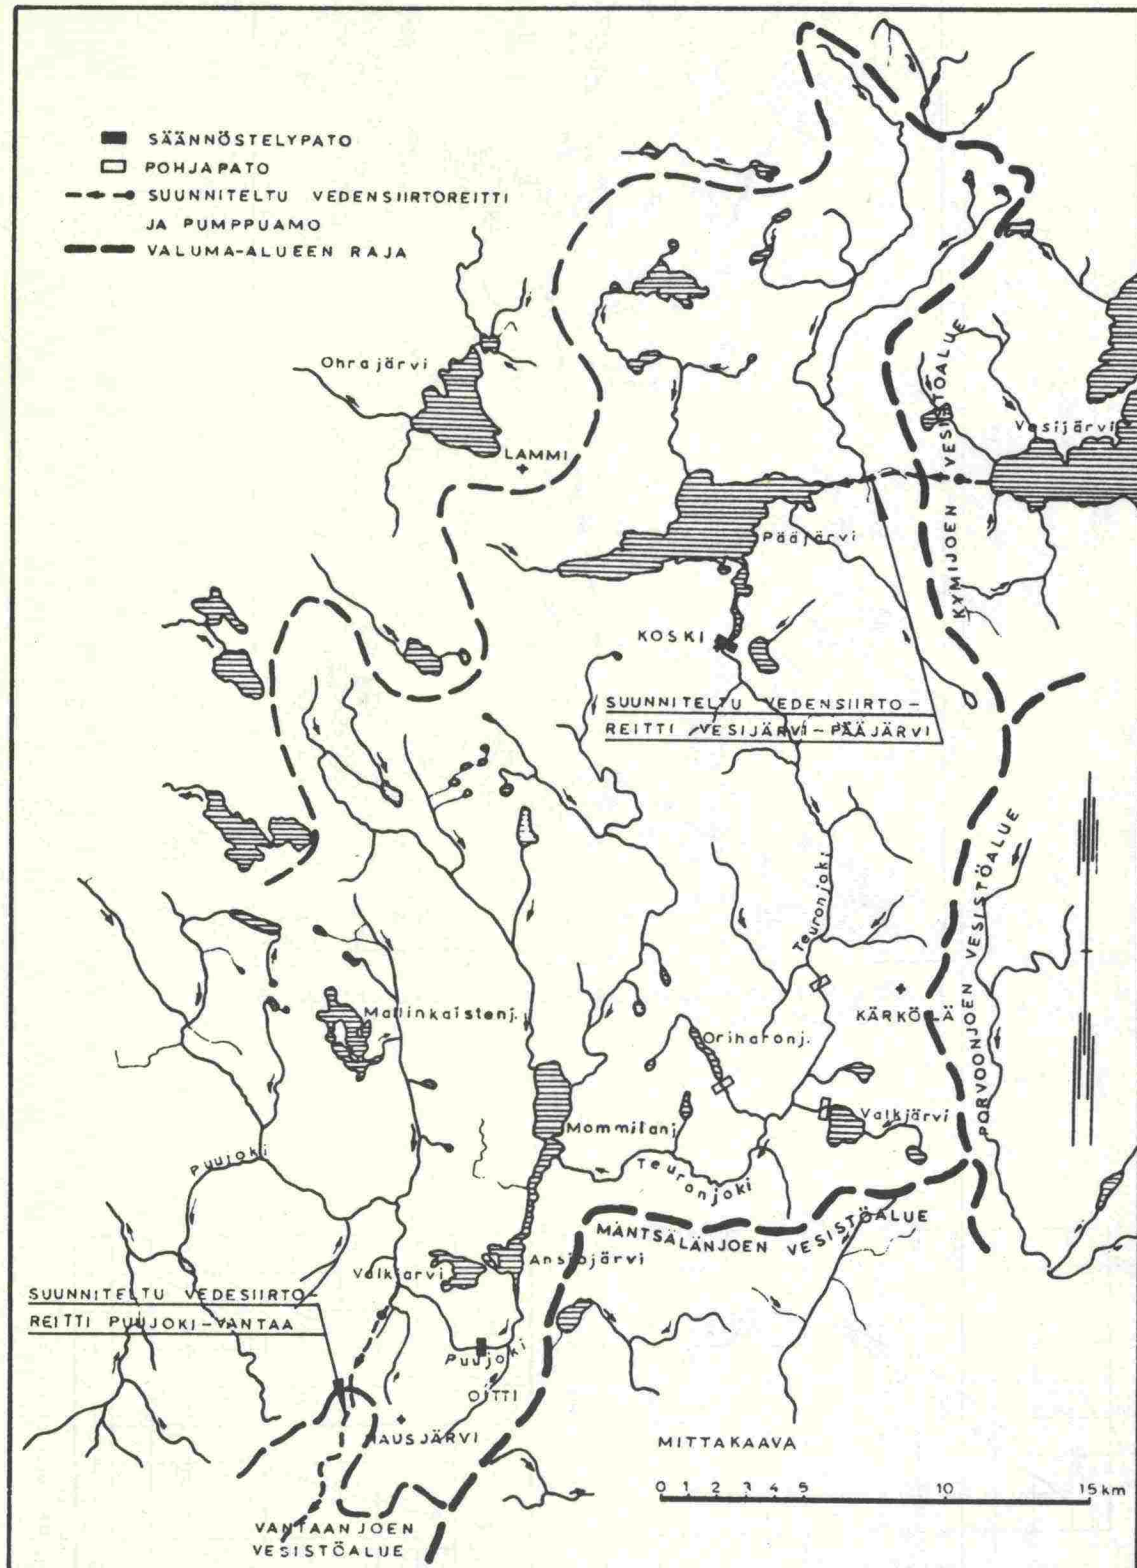 SÄÄNNÖSTELYPATO
POHJAPATO
SUUNNITELTU VEDENSIIRTOREITTI
JA PUMPPUAMO
VALUMA-ALUEEN RAJA
Ohrajärvi
LAMMI
KYMIJOEN VESISTÖALUE
Vesijärvi
Pääjärvi
KOSKI
SUUNNITELTU VEDENSIIRTO-
REITTI VESIJÄRVI-PÄÄJÄRVI
Teuronjoki
PORVOONJOEN VESISTÖALUE
Mallinkaistenj.
KÄRKÖLÄ
Oriharonj.
Valkjärvi
Mommilanj.
Puujoki
Teuronjoki
MÄNTSÄLÄNJOEN VESISTÖALUE
Valkjärvi
Ansiojärvi
SUUNNITELTU VEDESIIRTO-
REITTI PUUJOKI-VANTAA
Puujoki
OITTI
HAUSJÄRVI
MITTAKAAVA
0 1 2 3 4 5 10 15 km
VANTAANJOEN
VESISTÖALUE